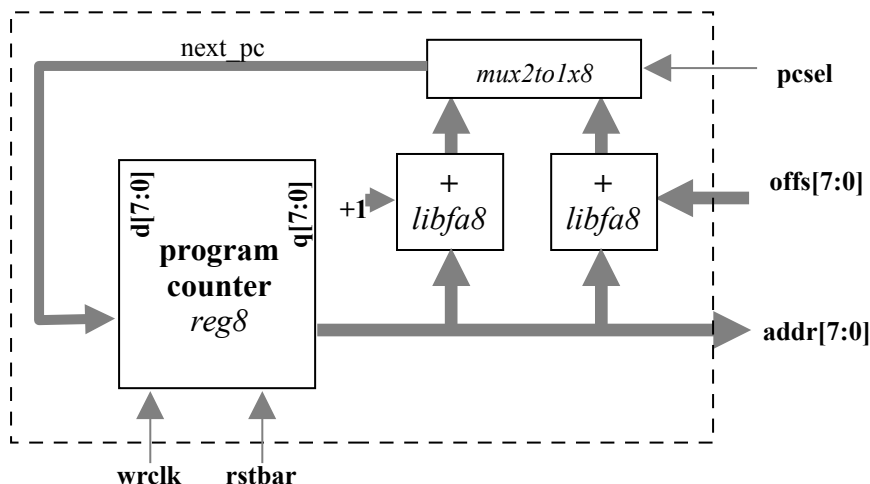 next_pc
mux2to1x8
pcsel
d[7:0]
q[7:0]
+1
+
libfa8
+
libfa8
offs[7:0]
program
counter
reg8
addr[7:0]
wrclk
rstbar